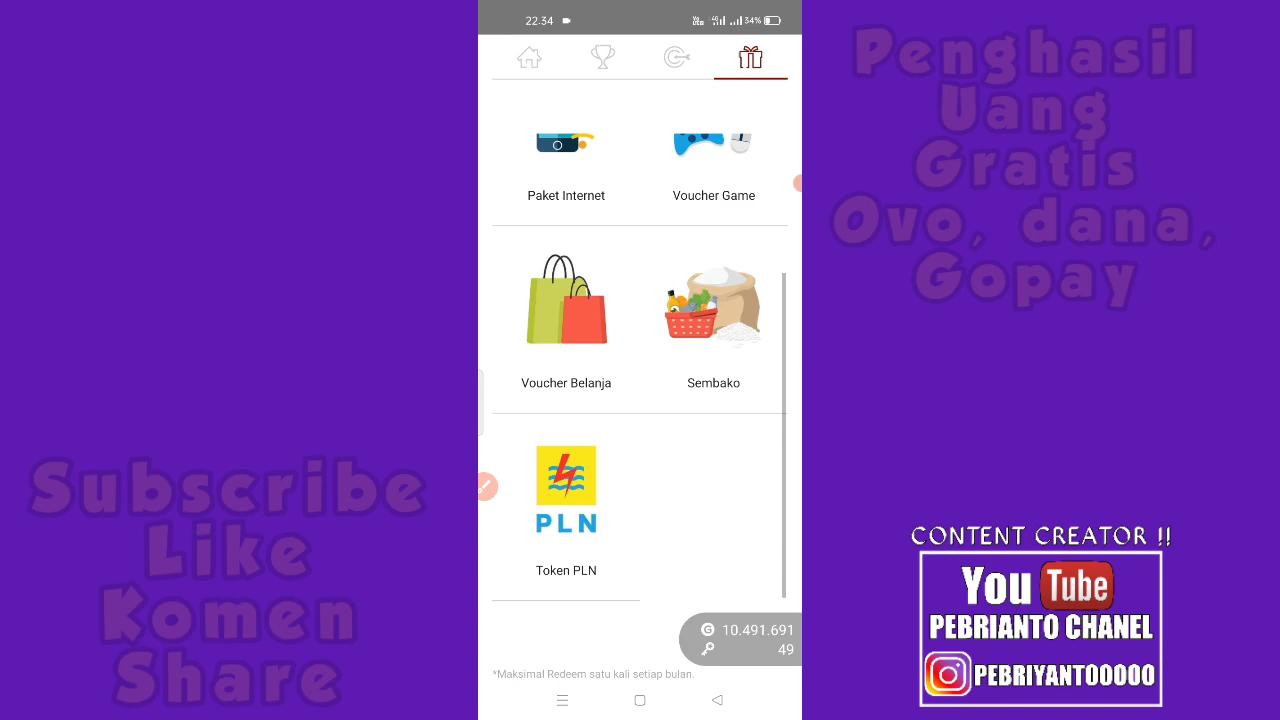 22.34
34%
Paket Internet
Voucher Game
Voucher Belanja
Sembako
PLN
Token PLN
G 10.491.691
49
*Maksimal Redeem satu kali setiap bulan.
Subscribe
Like
Komen
Share
Penghasil
Uang
Gratis
Ovo, dana,
Gopay
CONTENT CREATOR !!
You Tube
PEBRIANTO CHANEL
PEBRIYANTO0000